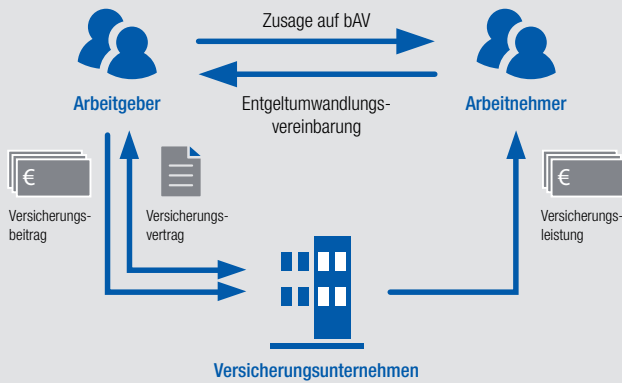 Zusage auf bAV
Arbeitgeber
Entgeltumwandlungs-
vereinbarung
Arbeitnehmer
€
Versicherungs-
beitrag
Versicherungs-
vertrag
€
Versicherungs-
leistung
Versicherungsunternehmen